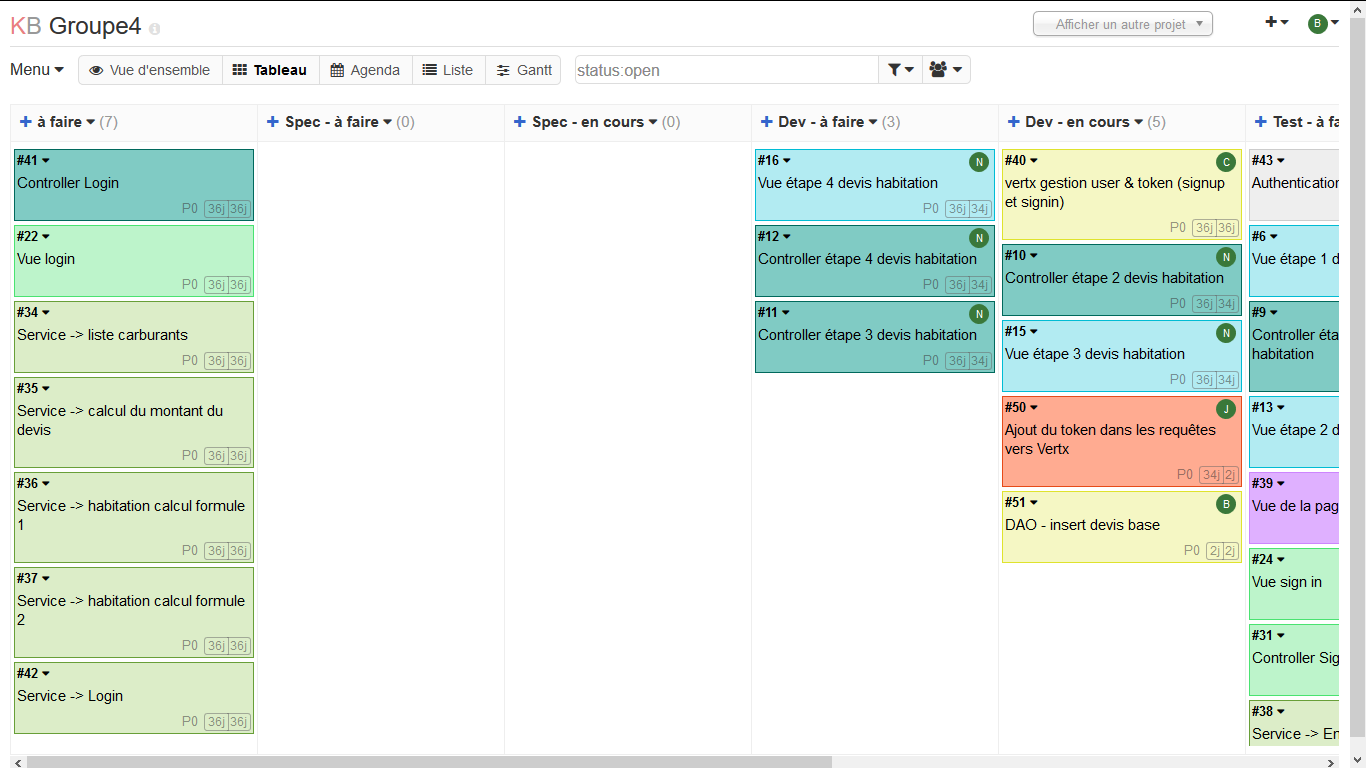 KB Groupe4
Afficher un autre projet
B
Menu
Vue d'ensemble
Tableau
Agenda
Liste
Gantt
status:open
à faire (7)
#41
Controller Login
P0 36j 36j
#22
Vue login
P0 36j 36j
#34
Service -> liste carburants
P0 36j 36j
#35
Service -> calcul du montant du
devis
P0 36j 36j
#36
Service -> habitation calcul formule
1
P0 36j 36j
#37
Service -> habitation calcul formule
2
P0 36j 36j
#42
Service -> Login
P0 36j 36j
Spec - à faire (0)
Spec - en cours (0)
Dev - à faire (3)
#16 N
Vue étape 4 devis habitation
P0 36j 34j
#12 N
Controller étape 4 devis habitation
P0 36j 34j
#11 N
Controller étape 3 devis habitation
P0 36j 34j
Dev - en cours (5)
#40 C
vertx gestion user & token (signup
et signin)
P0 36j 36j
#10 N
Controller étape 2 devis habitation
P0 36j 34j
#15 N
Vue étape 3 devis habitation
P0 36j 34j
#50 J
Ajout du token dans les requêtes
vers Vertx
P0 34j 2j
#51 B
DAO - insert devis base
P0 2j 2j
Test - à fa
#43
Authentication
#6
Vue étape 1 d
#9
Controller éta
habitation
#13
Vue étape 2 d
#39
Vue de la pag
#24
Vue sign in
#31
Controller Sig
#38
Service -> En